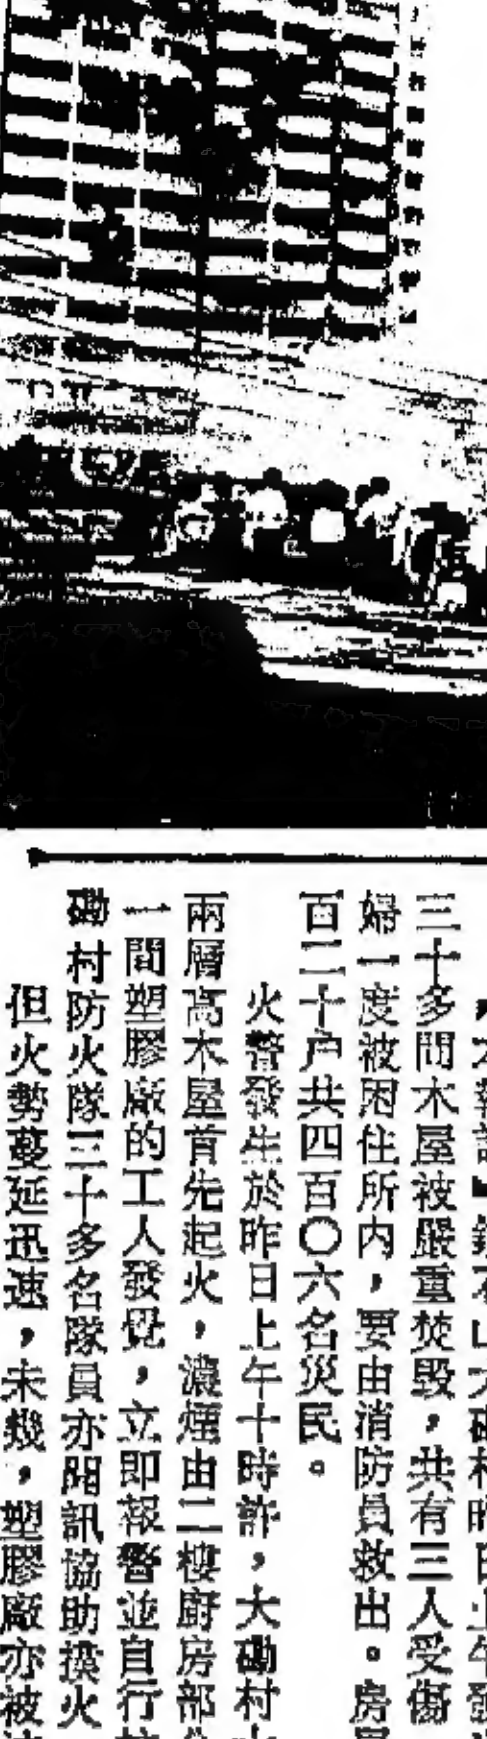 本報訊】鑽石山大磡村昨日上午發
三十多間木屋被嚴重焚毀，共有三人受傷
婦一度被困住所內，要由消防員救出。房屋
百二十户共四百〇六名災民。
火警發生於昨日上午十時許，大磡村
兩層高木屋首先起火，濃煙由二樓廚房部
一間塑膠廠的工人發覺，立即報警並自行
磡村防火隊三十多名隊員亦聞訊協助撲火
但火勢蔓延迅速，未幾，塑膠廠亦被